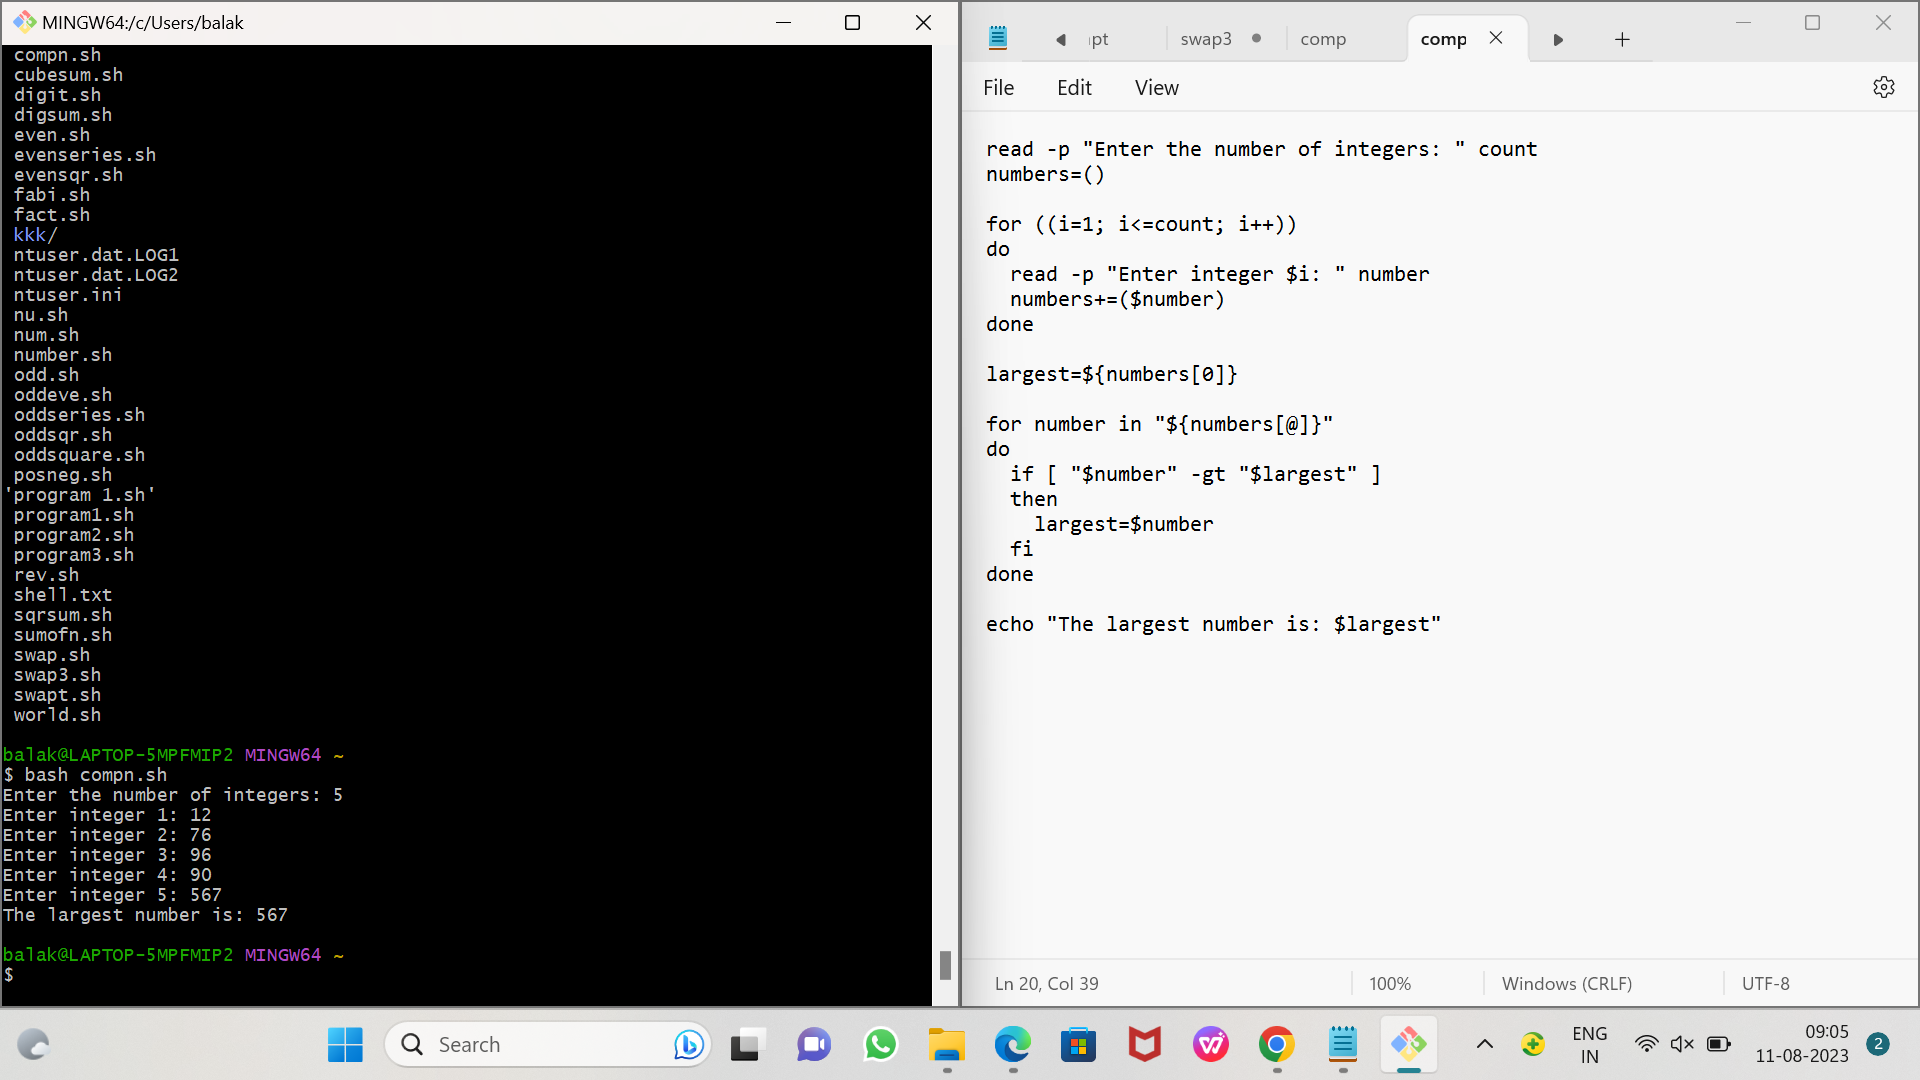 MINGW64:/c/Users/balak
compn.sh
cubesum.sh
digit.sh
digsum.sh
even.sh
evenseries.sh
evensqr.sh
fabi.sh
fact.sh
kkk/
ntuser.dat.LOG1
ntuser.dat.LOG2
ntuser.ini
nu.sh
num.sh
number.sh
odd.sh
oddeve.sh
oddseries.sh
oddsqr.sh
oddsquare.sh
posneg.sh
'program 1.sh'
program1.sh
program2.sh
program3.sh
rev.sh
shell.txt
sqrsum.sh
sumofn.sh
swap.sh
swap3.sh
swapt.sh
world.sh
balak@LAPTOP-5MPFMIP2 MINGW64 ~
$ bash compn.sh
Enter the number of integers: 5
Enter integer 1: 12
Enter integer 2: 76
Enter integer 3: 96
Enter integer 4: 90
Enter integer 5: 567
The largest number is: 567
balak@LAPTOP-5MPFMIP2 MINGW64 ~
$
pt swap3 comp comp
File Edit View
read -p "Enter the number of integers: " count
numbers=()
for ((i=1; i<=count; i++))
do
  read -p "Enter integer $i: " number
  numbers+=($number)
done
largest=${numbers[0]}
for number in "${numbers[@]}"
do
  if [ "$number" -gt "$largest" ]
  then
    largest=$number
  fi
done
echo "The largest number is: $largest"
Ln 20, Col 39 100% Windows (CRLF) UTF-8
Search
ENG
IN
09:05
11-08-2023
2